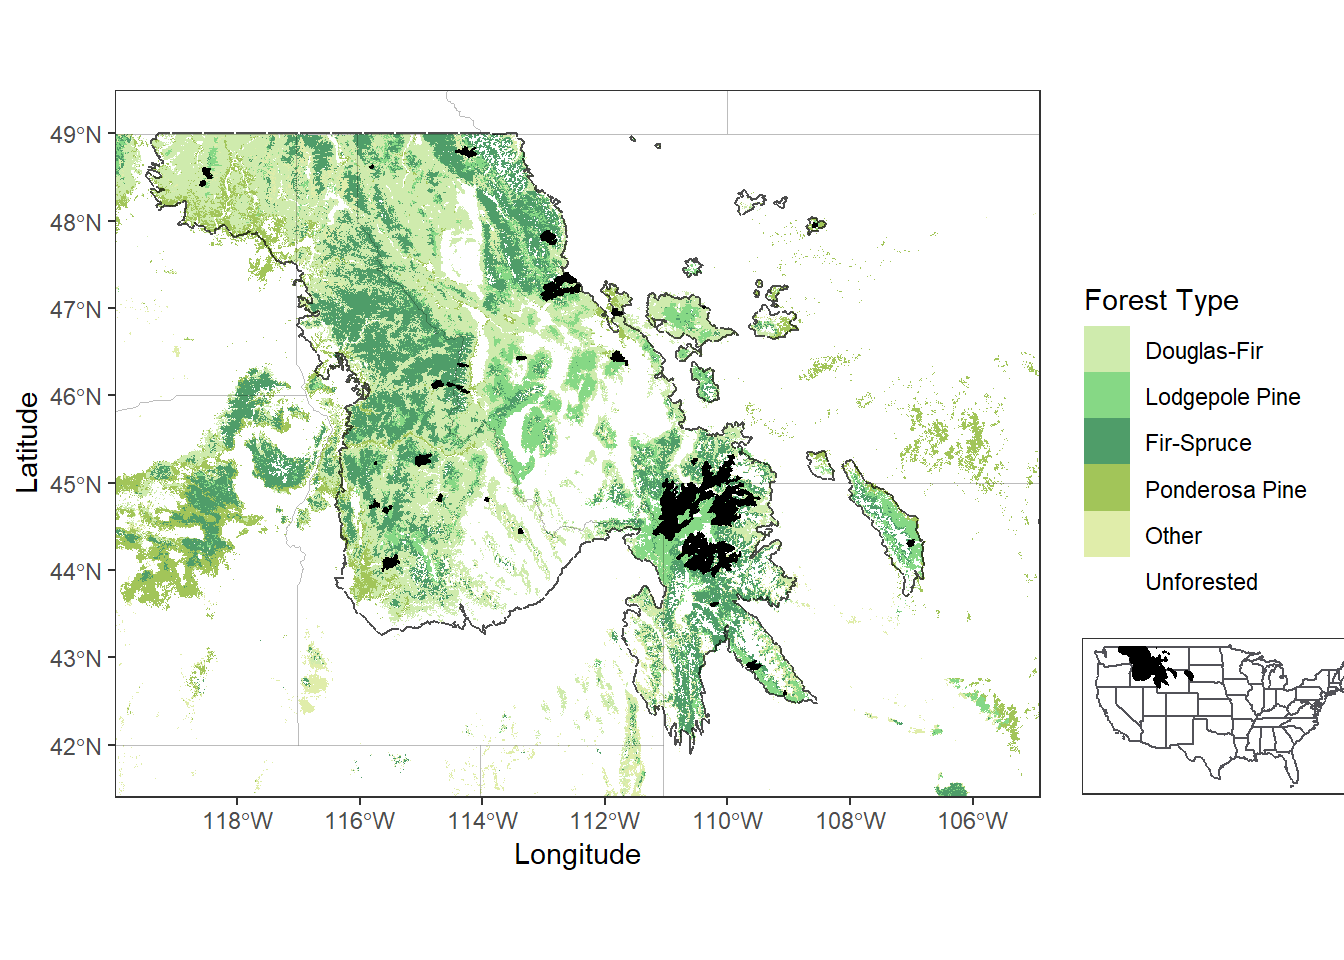 49°N
48°N
47°N
46°N
45°N
44°N
43°N
42°N
Latitude
118°W 116°W 114°W 112°W 110°W 108°W 106°W
Longitude
Forest Type
Douglas-Fir
Lodgepole Pine
Fir-Spruce
Ponderosa Pine
Other
Unforested